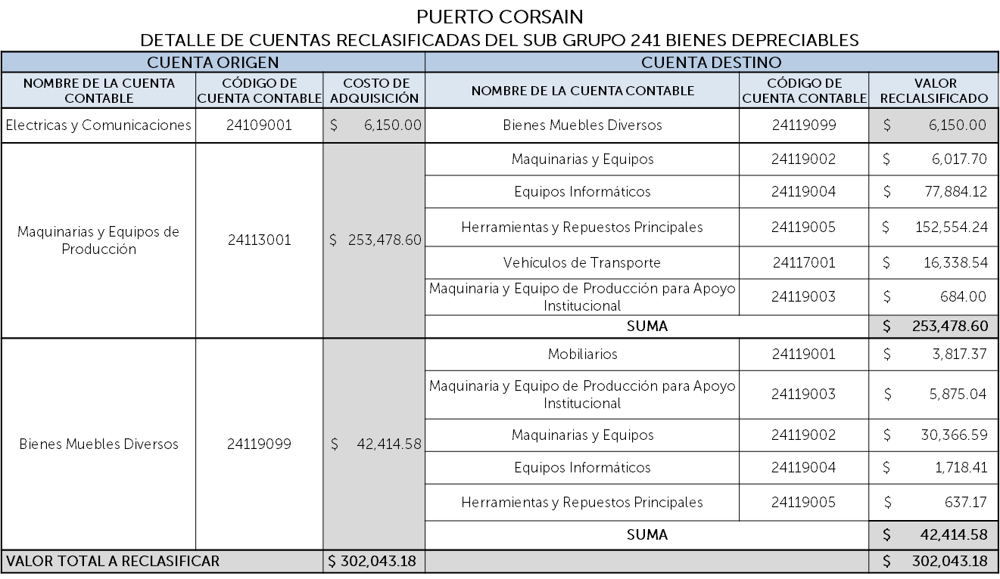 PUERTO CORSAIN
DETALLE DE CUENTAS RECLASIFICADAS DEL SUB GRUPO 241 BIENES DEPRECIABLES
CUENTA ORIGEN CUENTA DESTINO
NOMBRE DE LA CUENTA CONTABLE CÓDIGO DE CUENTA CONTABLE COSTO DE ADQUISICIÓN NOMBRE DE LA CUENTA CONTABLE CÓDIGO DE CUENTA CONTABLE VALOR RECLALSIFICADO
Electricas y Comunicaciones 24109001 $ 6,150.00 Bienes Muebles Diversos 24119099 $ 6,150.00
Maquinarias y Equipos de Producción 24113001 $ 253,478.60
Maquinarias y Equipos 24119002 $ 6,017.70
Equipos Informáticos 24119004 $ 77,884.12
Herramientas y Repuestos Principales 24119005 $ 152,554.24
Vehículos de Transporte 24117001 $ 16,338.54
Maquinaria y Equipo de Producción para Apoyo Institucional 24119003 $ 684.00
SUMA $ 253,478.60
Bienes Muebles Diversos 24119099 $ 42,414.58
Mobiliarios 24119001 $ 3,817.37
Maquinaria y Equipo de Producción para Apoyo Institucional 24119003 $ 5,875.04
Maquinarias y Equipos 24119002 $ 30,366.59
Equipos Informáticos 24119004 $ 1,718.41
Herramientas y Repuestos Principales 24119005 $ 637.17
SUMA $ 42,414.58
VALOR TOTAL A RECLASIFICAR $ 302,043.18 $ 302,043.18